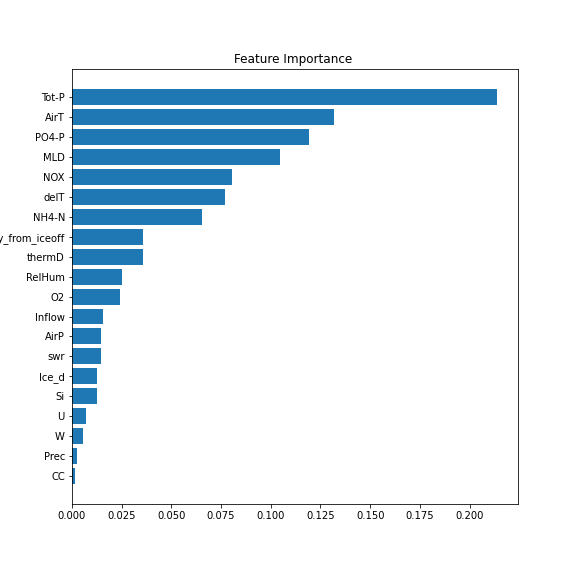 Feature Importance
Tot-P
AirT
PO4-P
MLD
NOX
delT
NH4-N
y_from_iceoff
thermD
RelHum
O2
Inflow
AirP
swr
Ice_d
Si
U
W
Prec
CC
0.000 0.025 0.050 0.075 0.100 0.125 0.150 0.175 0.200